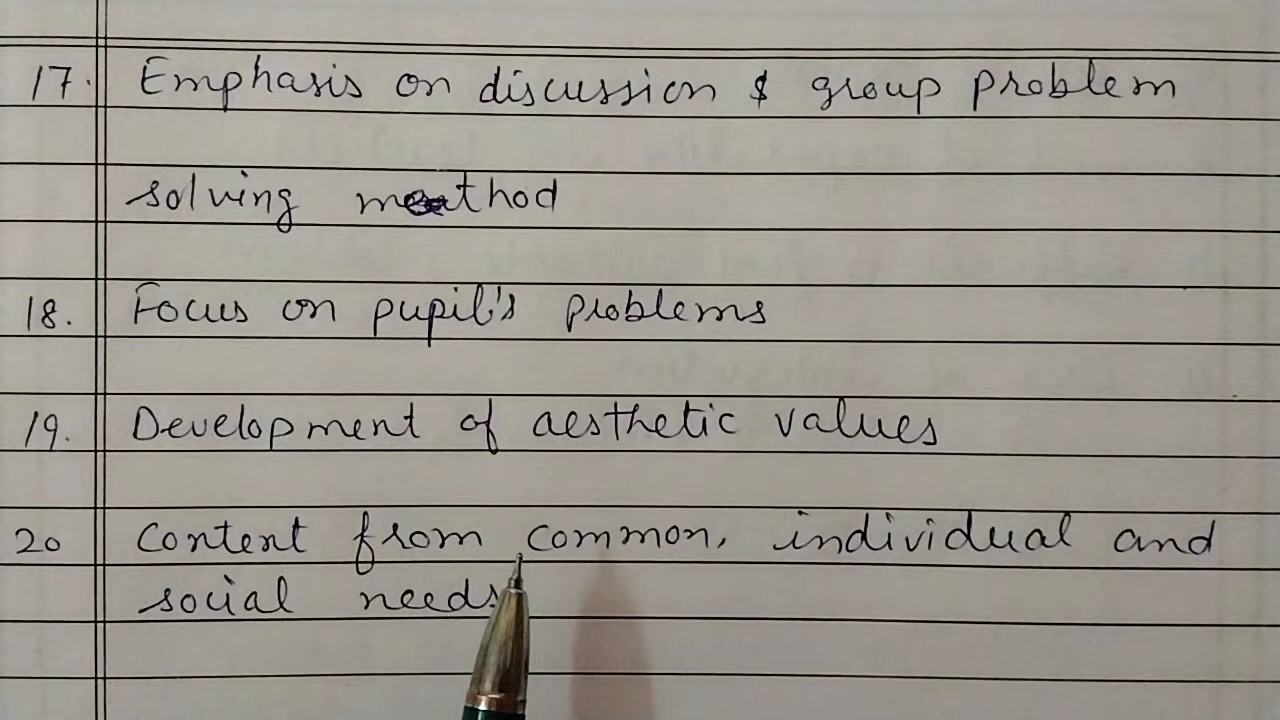 17. Emphasis on discussion & group problem
solving method
18. Focus on pupil's problems
19. Development of aesthetic values
20 Content from common, individual and
social needs